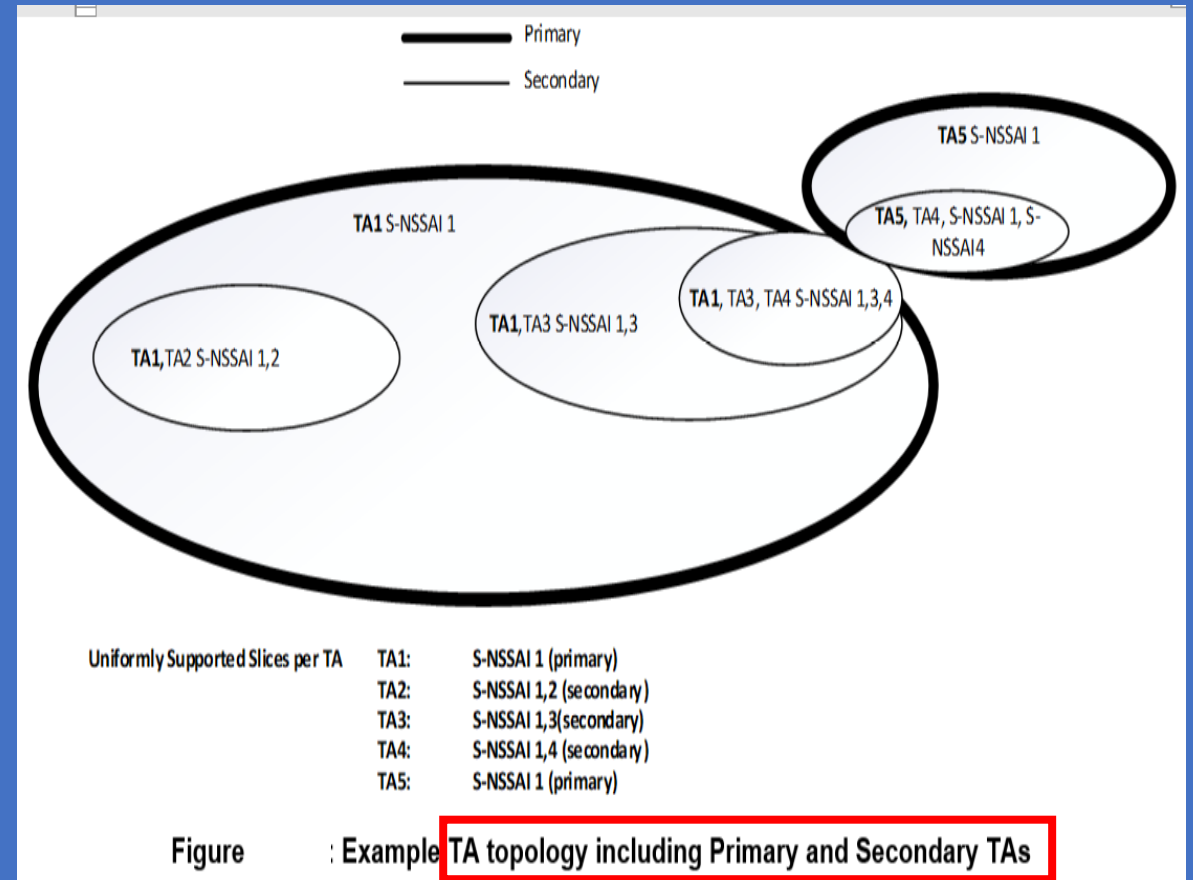 Primary
Secondary
TA5 S-NSSAI 1
TA5, TA4, S-NSSAI 1, S-
NSSAI4
TA1 S-NSSAI 1
TA1, TA3, TA4 S-NSSAI 1,3,4
TA1,TA3 S-NSSAI 1,3
TA1,TA2 S-NSSAI 1,2
Uniformly Supported Slices per TA TA1: S-NSSAI 1 (primary)
TA2: S-NSSAI 1,2 (secondary)
TA3: S-NSSAI 1,3(secondary)
TA4: S-NSSAI 1,4 (secondary)
TA5: S-NSSAI 1 (primary)
Figure : Example TA topology including Primary and Secondary TAs